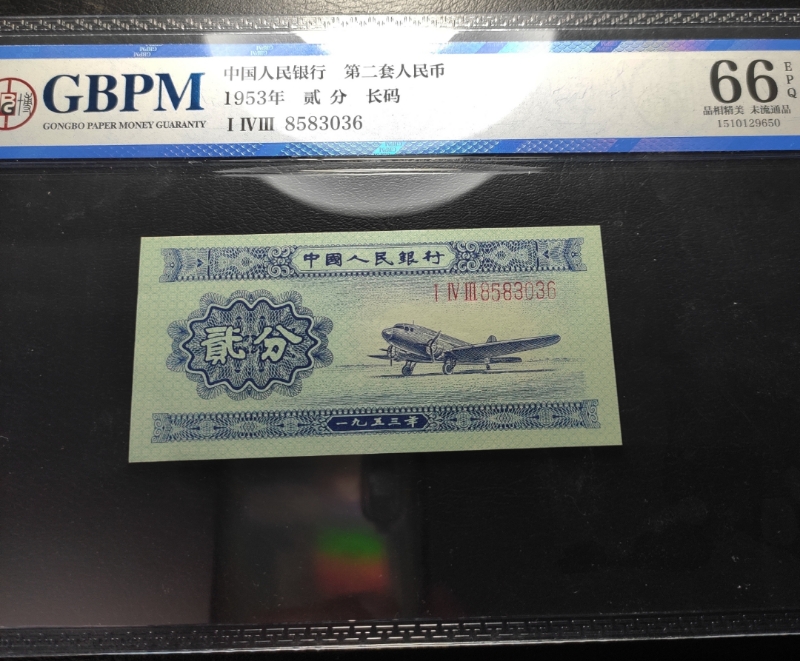 GBPM
GONGBO PAPER MONEY GUARANTY
中国人民银行 第二套人民币
1953年 贰 分 长码
I IV III 8583036
66 EPQ
品相精美 未流通品
1510129650
中國人民銀行
I IV III 8583036
貳分
一九五三年